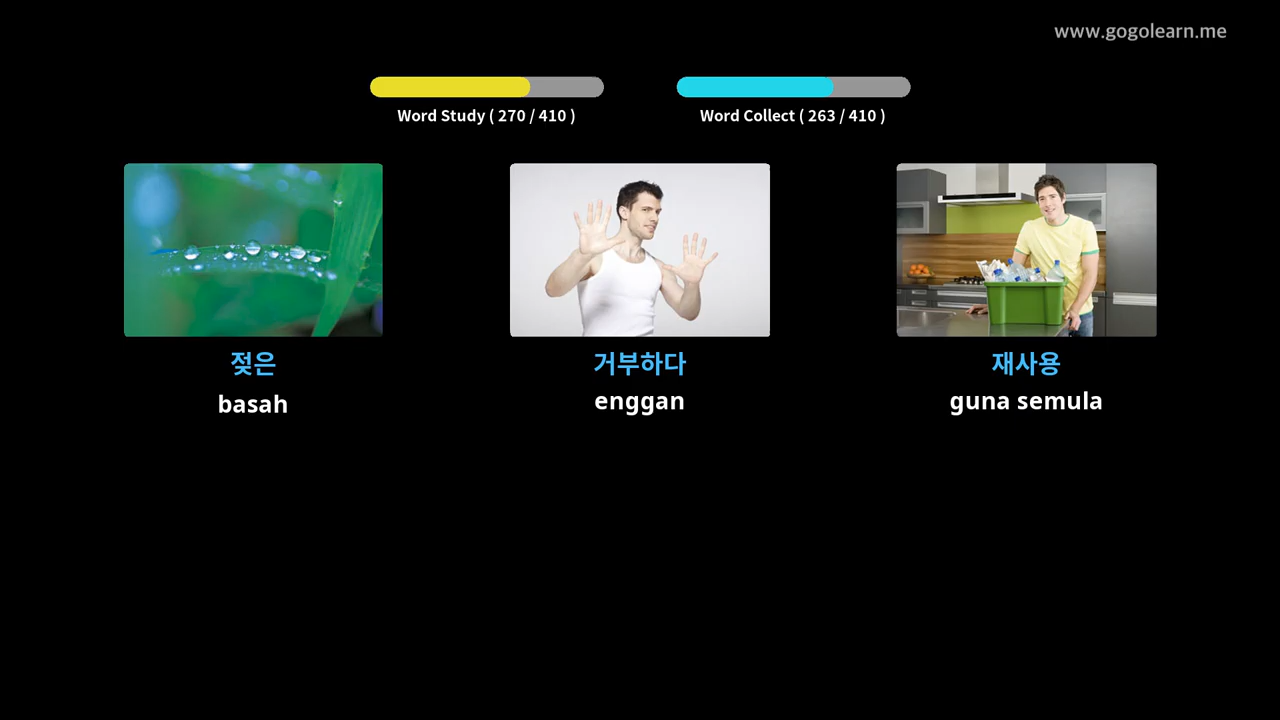 www.gogolearn.me
Word Study ( 270 / 410 )
Word Collect ( 263 / 410 )
젖은
거부하다
재사용
basah
enggan
guna semula